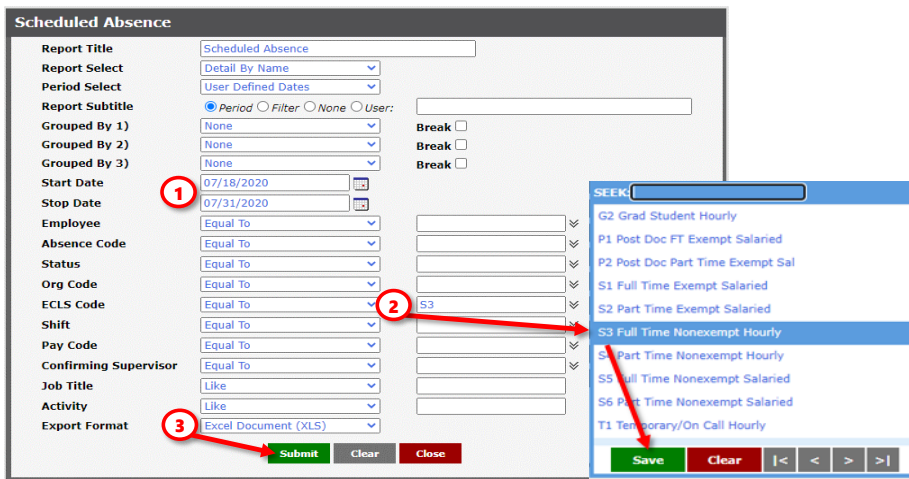 Scheduled Absence
Report Title Scheduled Absence
Report Select Detail By Name
Period Select User Defined Dates
Report Subtitle Period Filter None User:
Grouped By 1) None Break
Grouped By 2) None Break
Grouped By 3) None Break
Start Date 07/18/2020
1
Stop Date 07/31/2020
Employee Equal To
Absence Code Equal To
Status Equal To
Org Code Equal To
ECLS Code Equal To 2 S3
Shift Equal To
Pay Code Equal To
Confirming Supervisor Equal To
Job Title Like
Activity Like
Export Format 3 Excel Document (XLS)
Submit Clear Close
SEEK:
G2 Grad Student Hourly
P1 Post Doc FT Exempt Salaried
P2 Post Doc Part Time Exempt Sal
S1 Full Time Exempt Salaried
S2 Part Time Exempt Salaried
S3 Full Time Nonexempt Hourly
S4 Part Time Nonexempt Hourly
S5 Full Time Nonexempt Salaried
S6 Part Time Nonexempt Salaried
T1 Temporary/On Call Hourly
Save Clear |< < > >|